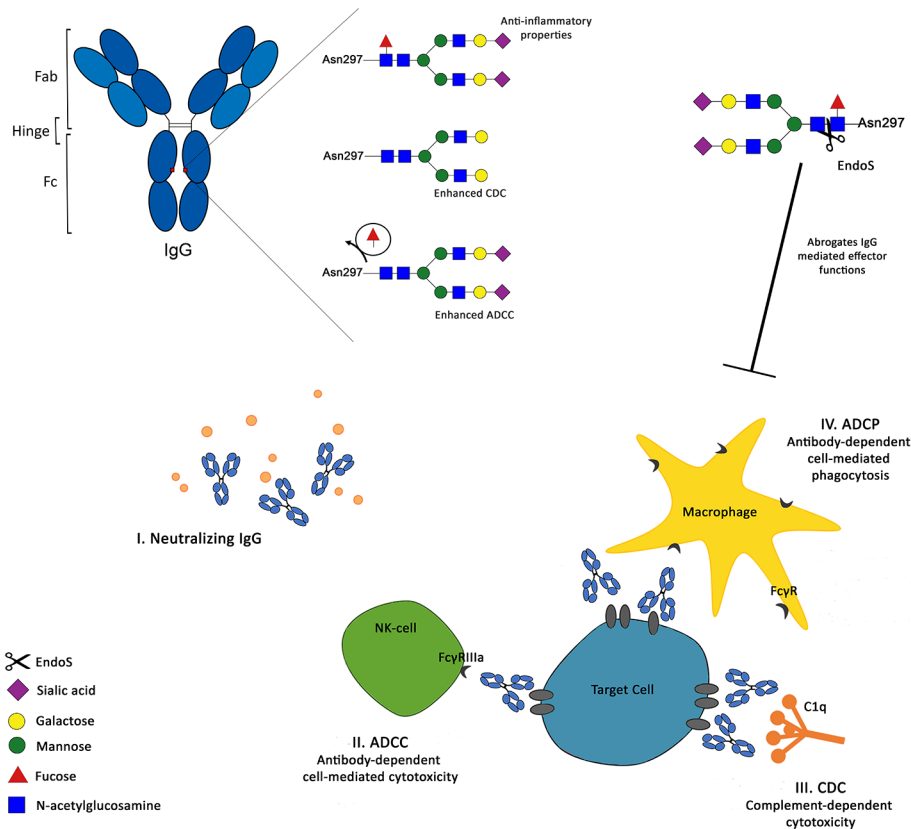 Fab
Hinge
Fc
IgG
Anti-inflammatory
properties
Asn297
Asn297
Enhanced CDC
Asn297
Enhanced ADCC
Asn297
EndoS
Abrogates IgG
mediated effector
functions
I. Neutralizing IgG
IV. ADCP
Antibody-dependent
cell-mediated
phagocytosis
Macrophage
FcγR
NK-cell
FcγRIIIa
Target Cell
C1q
II. ADCC
Antibody-dependent
cell-mediated cytotoxicity
III. CDC
Complement-dependent
cytotoxicity
EndoS
Sialic acid
Galactose
Mannose
Fucose
N-acetylglucosamine